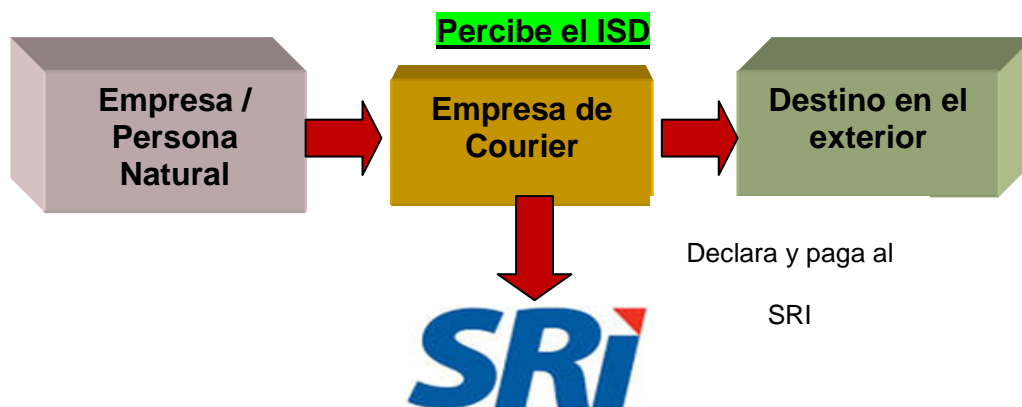 Percibe el ISD
Empresa /
Persona
Natural
Empresa de
Courier
Destino en el
exterior
Declara y paga al
SRI
SRi